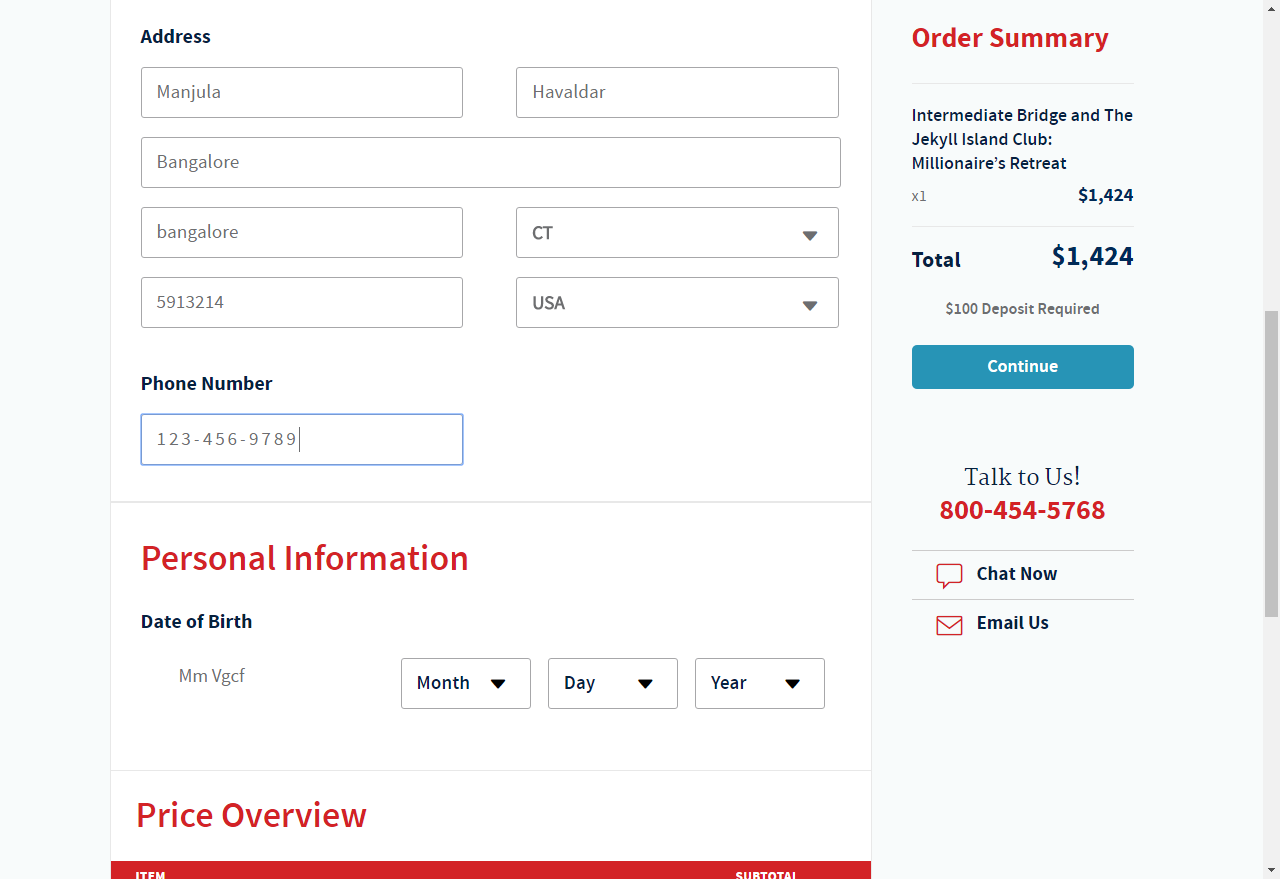 Address
Manjula
Havaldar
Bangalore
bangalore
CT
5913214
USA
Phone Number
123-456-9789
Personal Information
Date of Birth
Mm Vgcf
Month
Day
Year
Price Overview
ITEM
SUBTOTAL
Order Summary
Intermediate Bridge and The
Jekyll Island Club:
Millionaire’s Retreat
x1
$1,424
Total
$1,424
$100 Deposit Required
Continue
Talk to Us!
800-454-5768
Chat Now
Email Us